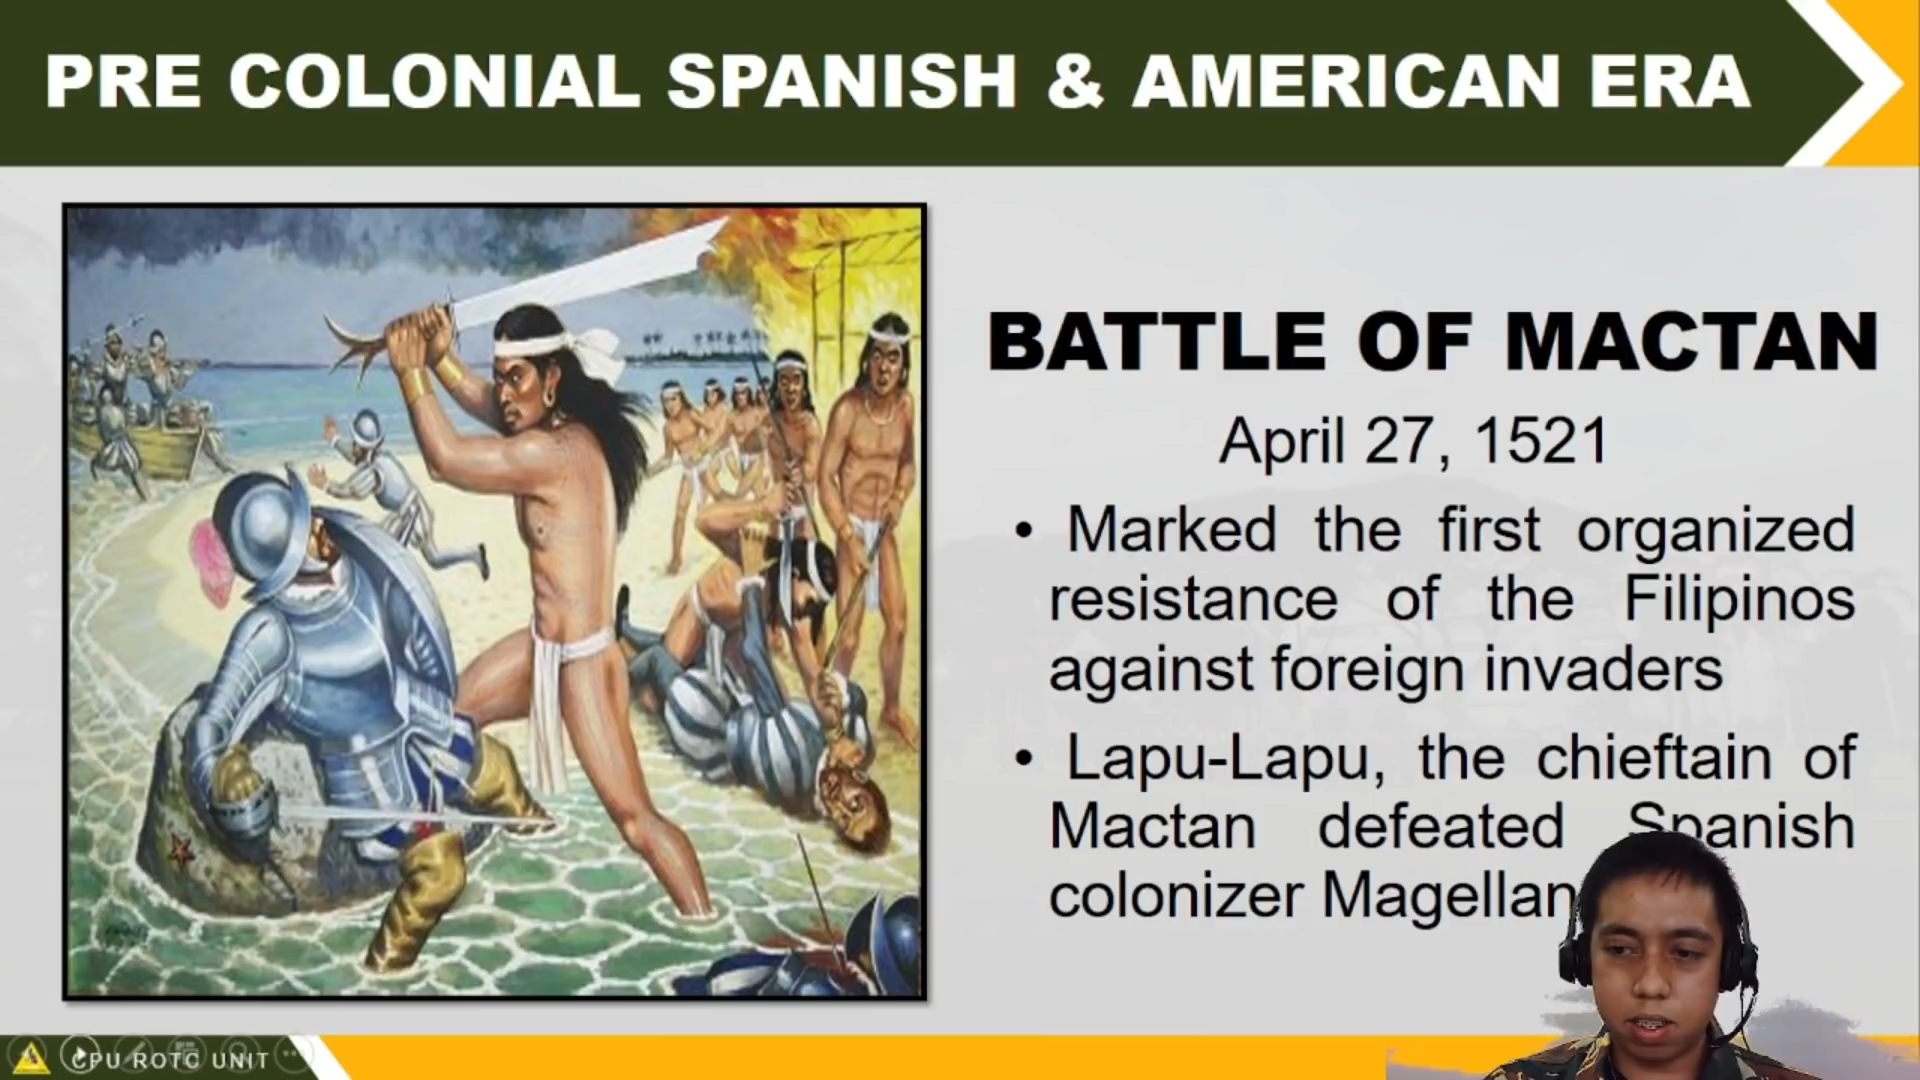 PRE COLONIAL SPANISH & AMERICAN ERA
BATTLE OF MACTAN
April 27, 1521
• Marked the first organized
resistance of the Filipinos
against foreign invaders
• Lapu-Lapu, the chieftain of
Mactan defeated Spanish
colonizer Magellan
CPU ROTC UNIT